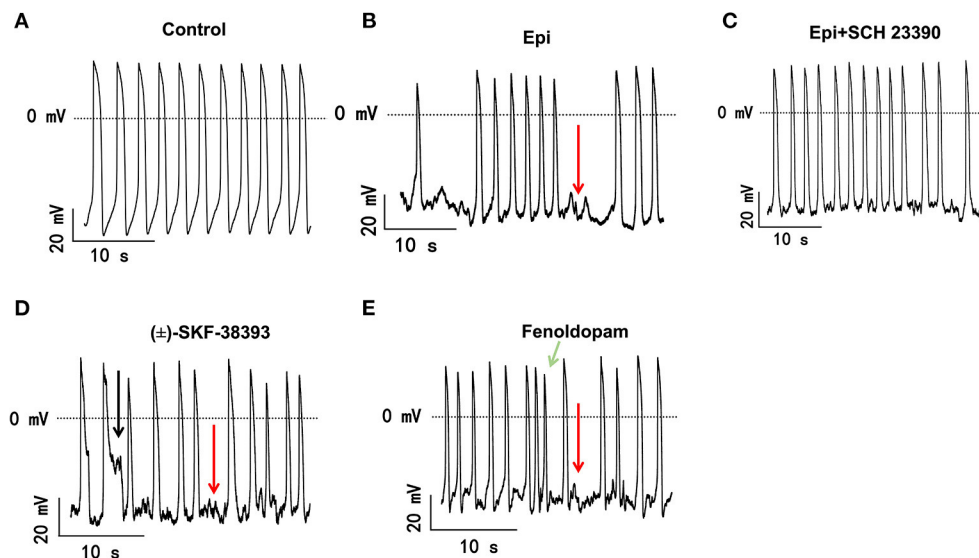 A
Control
0 mV
20 mV
10 s
B
Epi
0 mV
20 mV
10 s
C
Epi+SCH 23390
0 mV
20 mV
10 s
D
(±)-SKF-38393
0 mV
20 mV
10 s
E
Fenoldopam
0 mV
20 mV
10 s